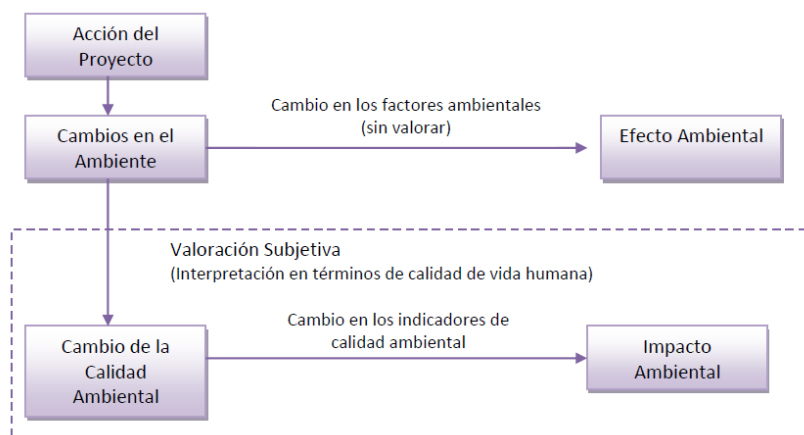 Acción del
Proyecto
Cambio en los factores ambientales
(sin valorar)
Cambios en el
Ambiente
Efecto Ambiental
Valoración Subjetiva
(Interpretación en términos de calidad de vida humana)
Cambio en los indicadores de
calidad ambiental
Cambio de la
Calidad
Ambiental
Impacto
Ambiental